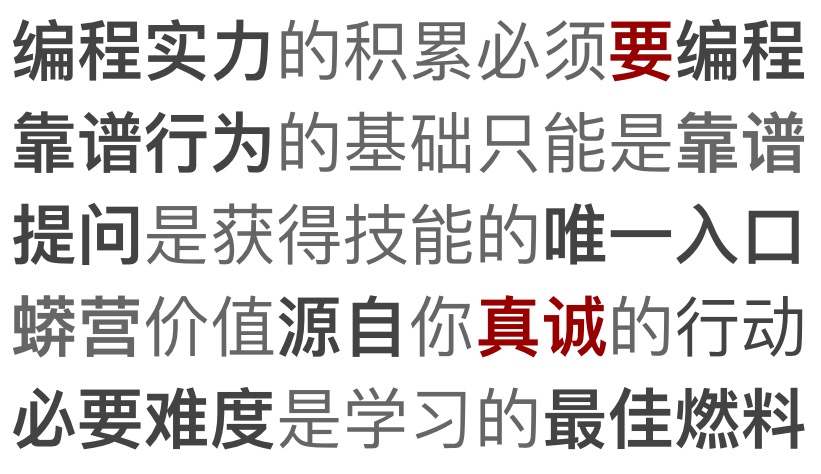 编程实力的积累必须要编程
靠谱行为的基础只能是靠谱
提问是获得技能的唯一入口
蟒营价值源自你真诚的行动
必要难度是学习的最佳燃料